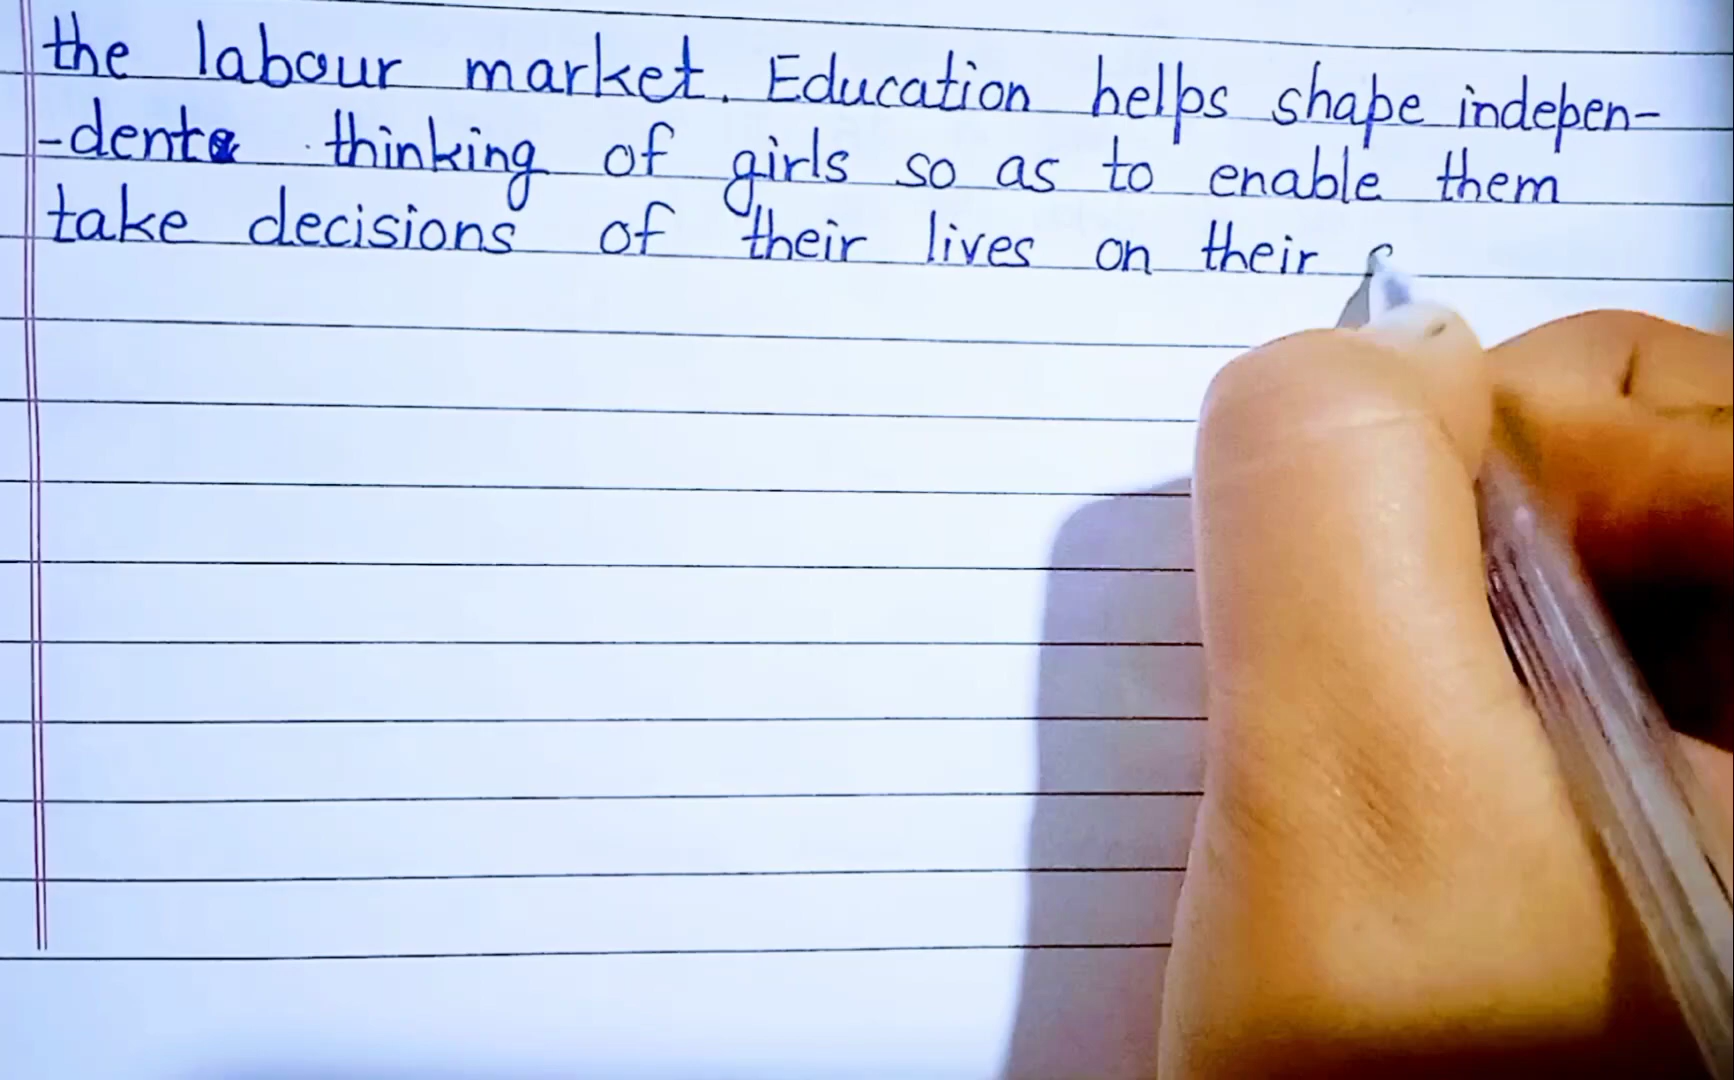 the labour market. Education helps shape indepen-
-dent thinking of girls so as to enable them
take decisions of their lives on their